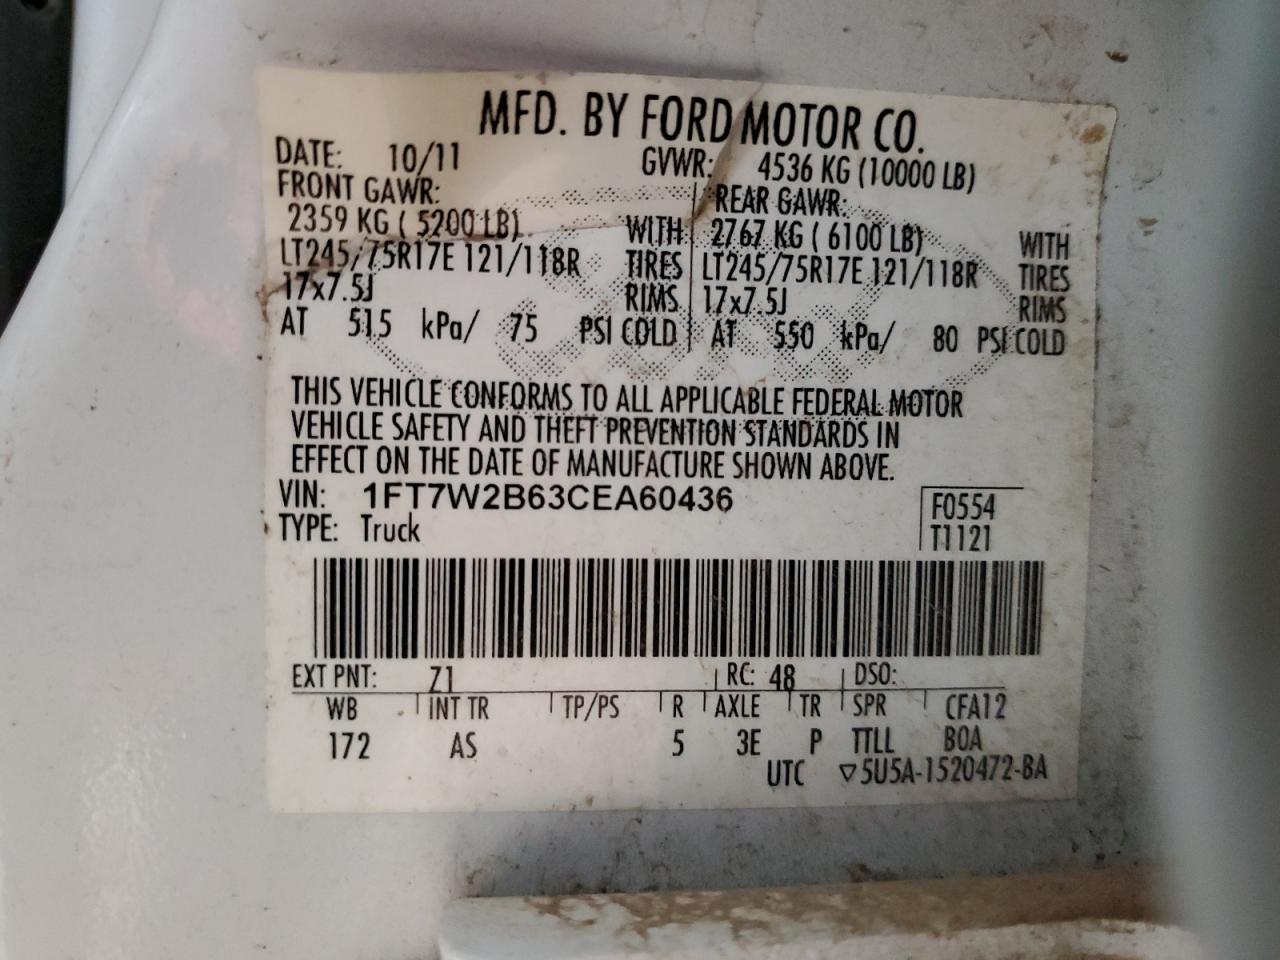 MFD. BY FORD MOTOR CO.
DATE: 10/11 GVWR: 4536 KG (10000 LB)
FRONT GAWR: REAR GAWR:
2359 KG ( 5200 LB) WITH 2767 KG ( 6100 LB) WITH
LT245/75R17E 121/118R TIRES LT245/75R17E 121/118R TIRES
17x7.5J RIMS 17x7.5J RIMS
AT 515 kPa/ 75 PSI COLD AT 550 kPa/ 80 PSI COLD
THIS VEHICLE CONFORMS TO ALL APPLICABLE FEDERAL MOTOR
VEHICLE SAFETY AND THEFT PREVENTION STANDARDS IN
EFFECT ON THE DATE OF MANUFACTURE SHOWN ABOVE.
VIN: 1FT7W2B63CEA60436 F0554
TYPE: Truck T1121
EXT PNT: Z1 RC: 48 DSO:
WB INT TR TP/PS R AXLE TR SPR CFA12
172 AS 5 3E P TTLL BOA
UTC ▽5U5A-1520472-BA